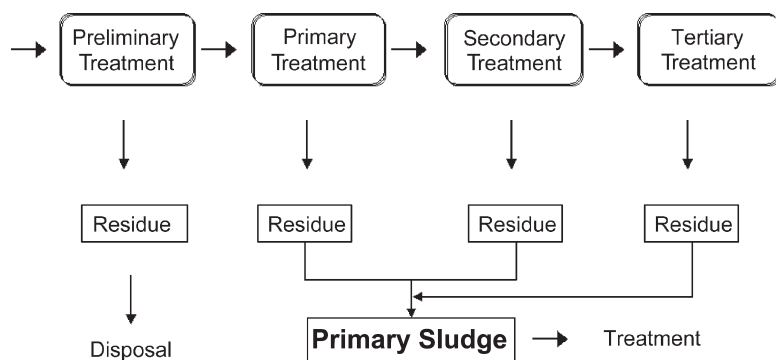 Preliminary
Treatment
Primary
Treatment
Secondary
Treatment
Tertiary
Treatment
Residue
Residue
Residue
Residue
Disposal
Primary Sludge
Treatment